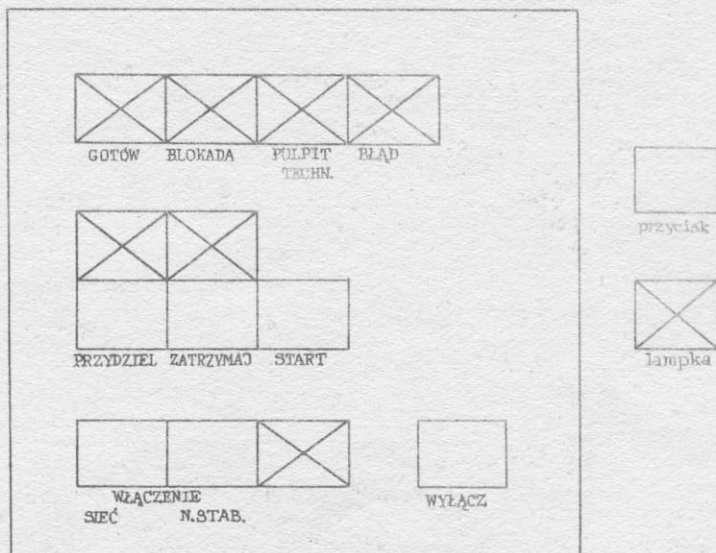 GOTÓW BLOKADA PULPIT BŁĄD
TECHN.
przycisk
PRZYDZIEL ZATRZYMAJ START
lampka
WŁĄCZENIE
SIEĆ N.STAB.
WYŁĄCZ